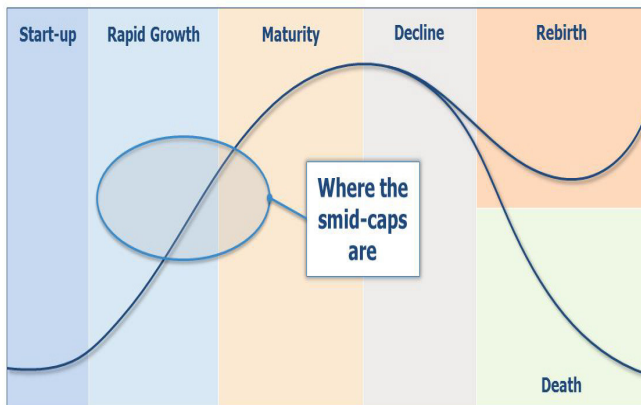 Start-up
Rapid Growth
Maturity
Decline
Rebirth
Where the
smid-caps
are
Death